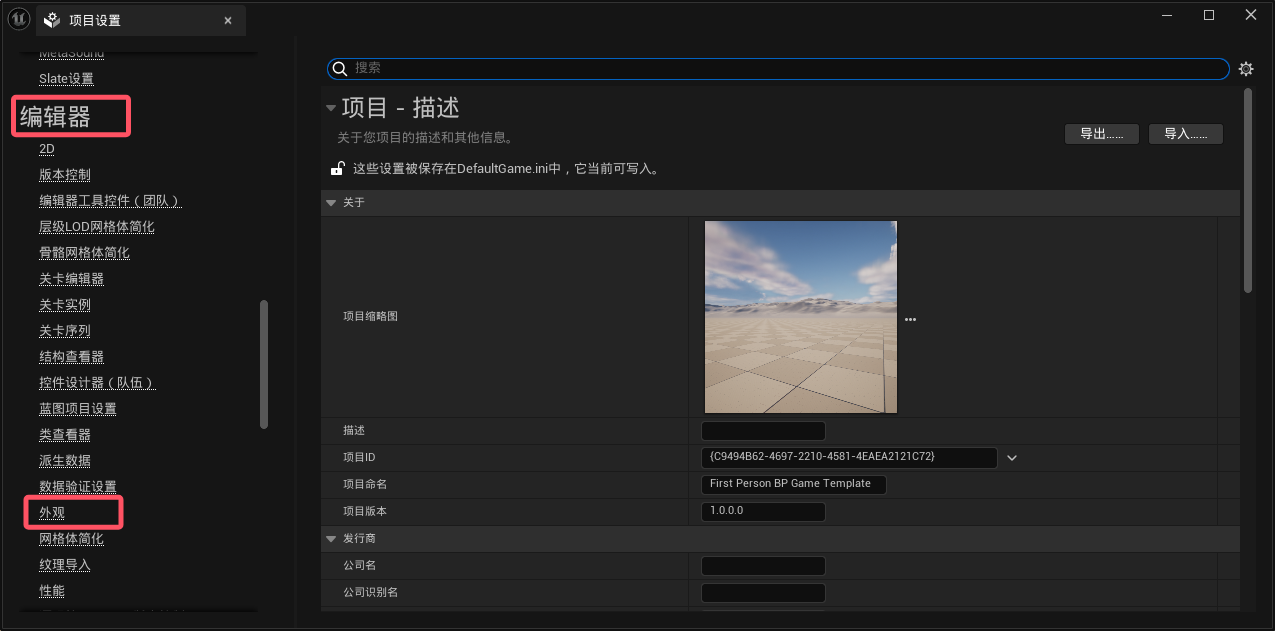 项目设置
MetaSound
Slate设置
编辑器
2D
版本控制
编辑器工具控件（团队）
层级LOD网格体简化
骨骼网格体简化
关卡编辑器
关卡实例
关卡序列
结构查看器
控件设计器（队伍）
蓝图项目设置
类查看器
派生数据
数据验证设置
外观
网格体简化
纹理导入
性能
搜索
项目 - 描述
关于您项目的描述和其他信息。
导出......
导入......
这些设置被保存在DefaultGame.ini中，它当前可写入。
关于
项目缩略图
描述
项目ID
{C9494B62-4697-2210-4581-4EAEA2121C72}
项目命名
First Person BP Game Template
项目版本
1.0.0.0
发行商
公司名
公司识别名